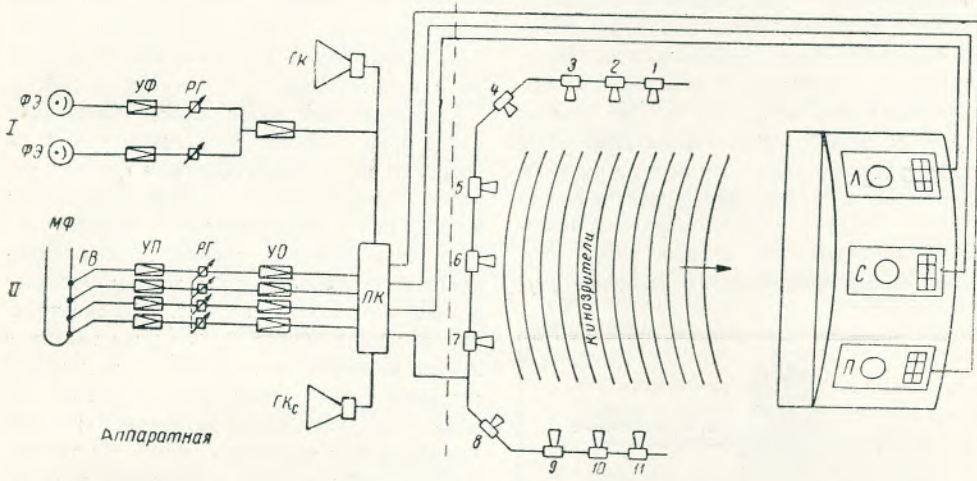 ГК
3 2 1
4
ФЭ УФ РГ
I
ФЭ
5
Л
МФ
ГВ УП РГ УО
6
Кинозрители
С
II
ПК
7
П
ГКс
8
Аппаратная
9 10 11